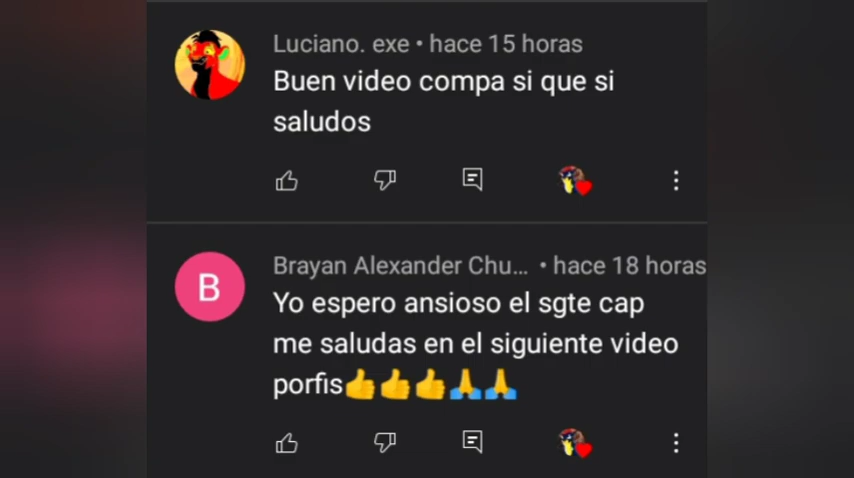 Luciano. exe • hace 15 horas
Buen video compa si que si
saludos
B
Brayan Alexander Chu... • hace 18 horas
Yo espero ansioso el sgte cap
me saludas en el siguiente video
porfis👍👍👍🙏🙏